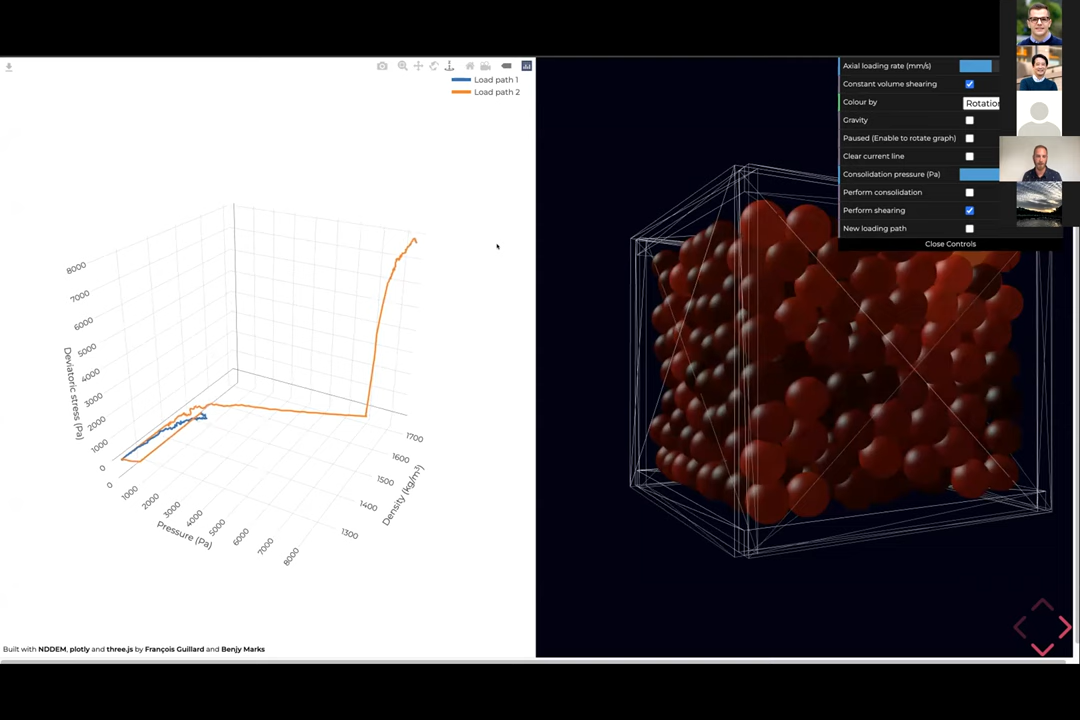 Load path 1
Load path 2
8000
7000
6000
5000
4000
3000
2000
1000
0
Deviatoric stress (Pa)
0
1000
2000
3000
4000
5000
6000
7000
8000
Pressure (Pa)
1700
1600
1500
1400
1300
Density (kg/m³)
Built with NDDEM, plotly and three.js by François Guillard and Benjy Marks
Axial loading rate (mm/s)
Constant volume shearing
Colour by
Rotation
Gravity
Paused (Enable to rotate graph)
Clear current line
Consolidation pressure (Pa)
Perform consolidation
Perform shearing
New loading path
Close Controls